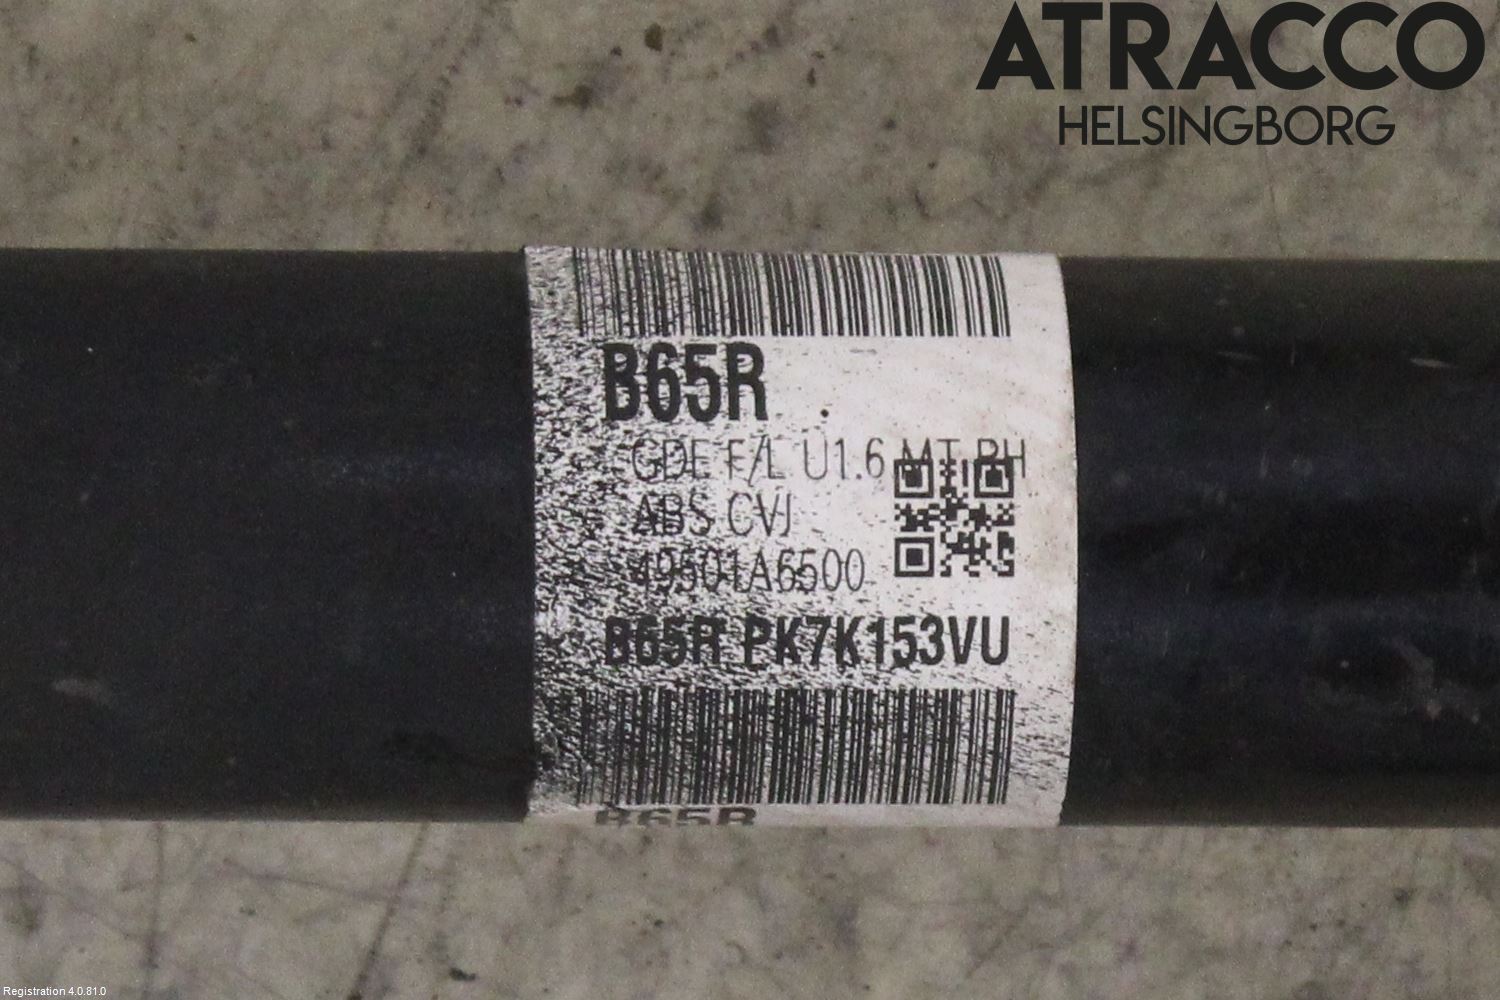 ATRACCO
HELSINGBORG
B65R
GDE F/L U1.6 MT RH
ABS CVJ
49501A6500
B65R PK7K153VU
B65R
Registration 4.0.81.0